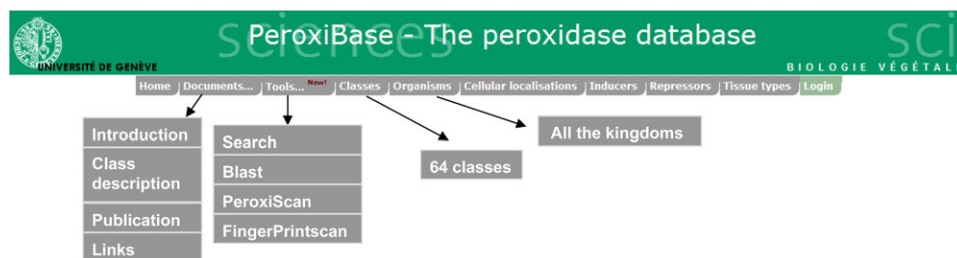 sciences
PeroxiBase - The peroxidase database
sci
UNIVERSITÉ DE GENÈVE
BIOLOGIE VÉGÉTAL
Home Documents... Tools... New! Classes Organisms Cellular localisations Inducers Repressors Tissue types Login
Introduction
Class
description
Publication
Links
Search
Blast
PeroxiScan
FingerPrintscan
64 classes
All the kingdoms